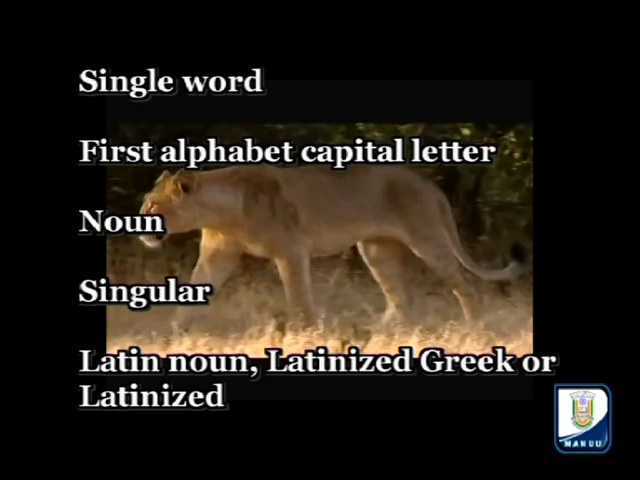 Single word
First alphabet capital letter
Noun
Singular
Latin noun, Latinized Greek or
Latinized
MANUU